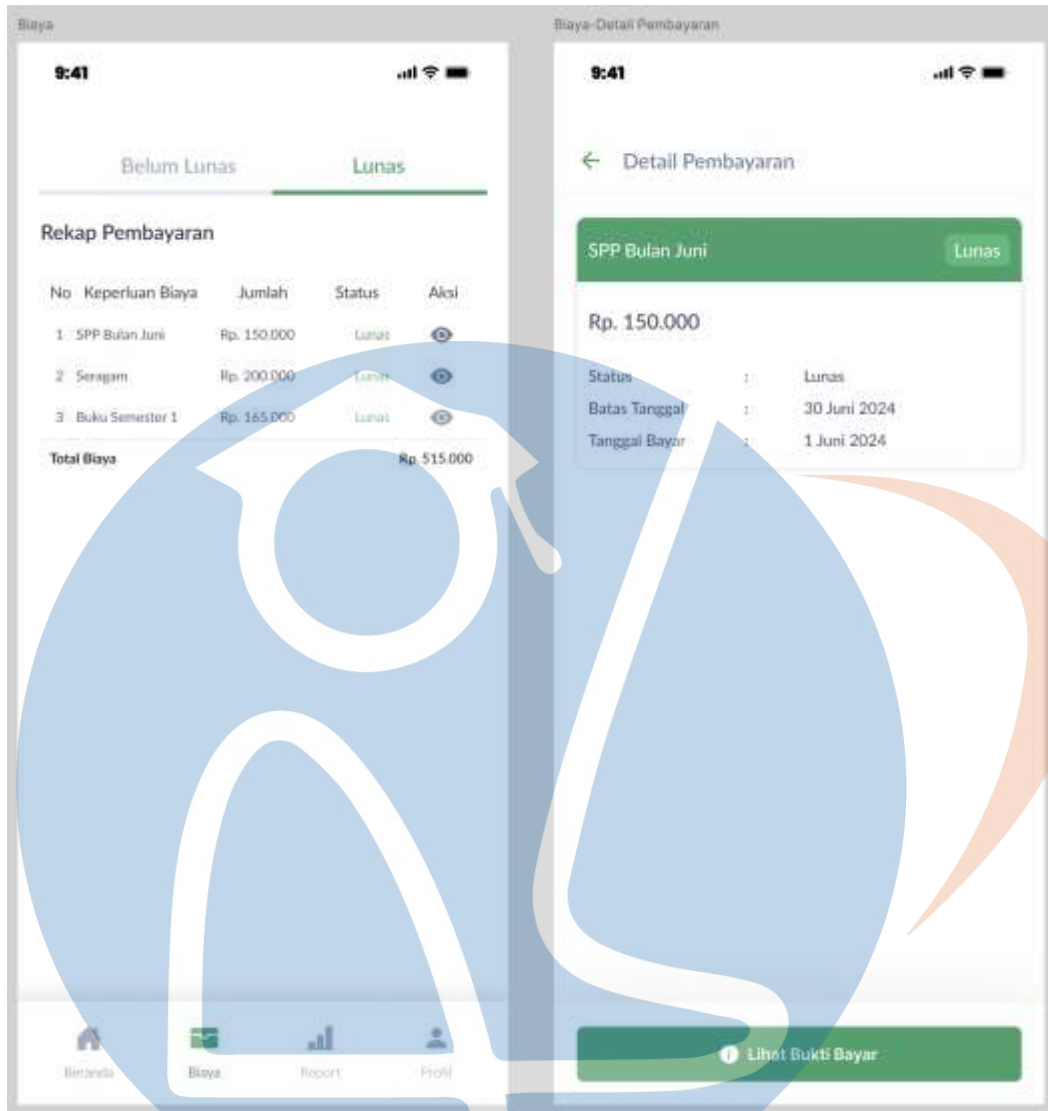 Biaya
9:41
Belum Lunas Lunas
Rekap Pembayaran
No Keperluan Biaya Jumlah Status Aksi
1 SPP Bulan Juni Rp. 150.000 Lunas
2 Seragam Rp. 200.000 Lunas
3 Buku Semester 1 Rp. 165.000 Lunas
Total Biaya Rp. 515.000
Beranda Biaya Report Profil
Biaya-Detail Pembayaran
9:41
Detail Pembayaran
SPP Bulan Juni Lunas
Rp. 150.000
Status : Lunas
Batas Tanggal : 30 Juni 2024
Tanggal Bayar : 1 Juni 2024
Lihat Bukti Bayar